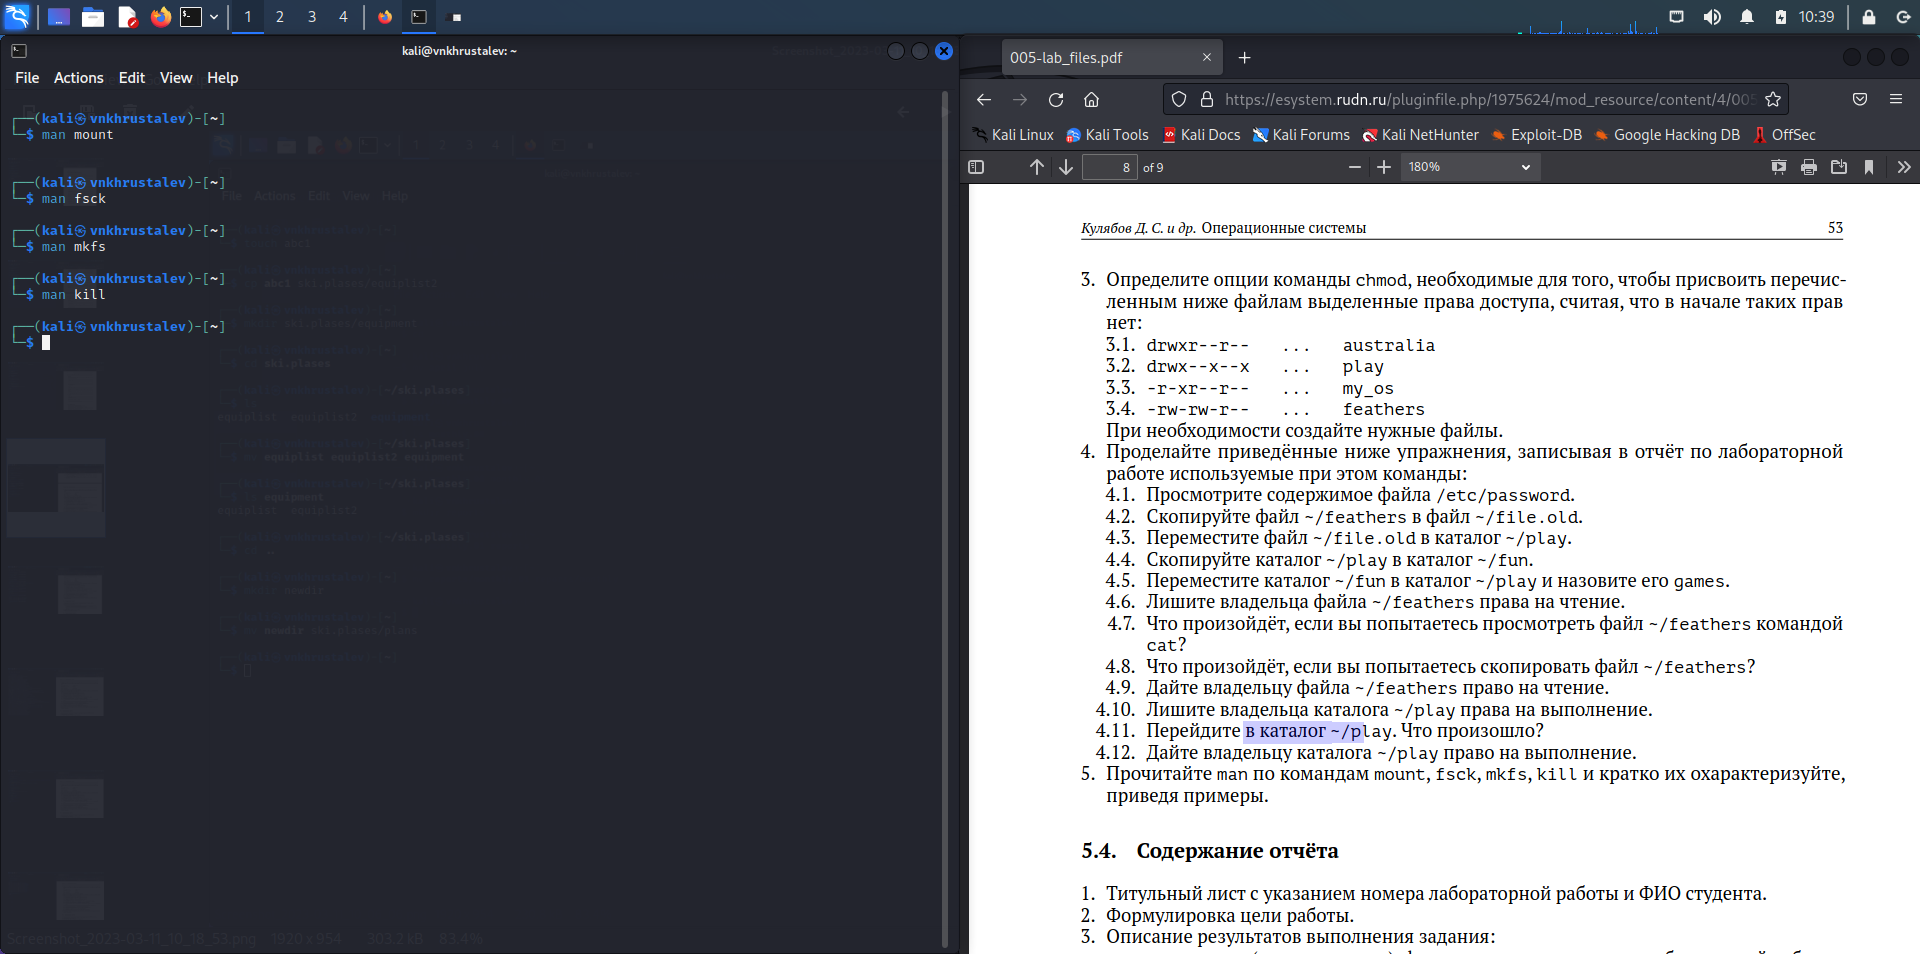 1 2 3 4
10:39
kali@vnkhrustalev: ~
File Actions Edit View Help
┌──(kali㉿vnkhrustalev)-[~]
└─$ man mount
┌──(kali㉿vnkhrustalev)-[~]
└─$ man fsck
┌──(kali㉿vnkhrustalev)-[~]
└─$ man mkfs
┌──(kali㉿vnkhrustalev)-[~]
└─$ man kill
┌──(kali㉿vnkhrustalev)-[~]
└─$
Screenshot_2023-03-11_10_18_53.png 1920 x 954 303.2 kB 83.4%
005-lab_files.pdf
https://esystem.rudn.ru/pluginfile.php/1975624/mod_resource/content/4/005
Kali Linux Kali Tools Kali Docs Kali Forums Kali NetHunter Exploit-DB Google Hacking DB OffSec
8 of 9 180%
Кулябов Д. С. и др. Операционные системы 53
3. Определите опции команды chmod, необходимые для того, чтобы присвоить перечис-
ленным ниже файлам выделенные права доступа, считая, что в начале таких прав
нет:
3.1. drwxr--r-- ... australia
3.2. drwx--x--x ... play
3.3. -r-xr--r-- ... my_os
3.4. -rw-rw-r-- ... feathers
При необходимости создайте нужные файлы.
4. Проделайте приведённые ниже упражнения, записывая в отчёт по лабораторной
работе используемые при этом команды:
4.1. Просмотрите содержимое файла /etc/password.
4.2. Скопируйте файл ~/feathers в файл ~/file.old.
4.3. Переместите файл ~/file.old в каталог ~/play.
4.4. Скопируйте каталог ~/play в каталог ~/fun.
4.5. Переместите каталог ~/fun в каталог ~/play и назовите его games.
4.6. Лишите владельца файла ~/feathers права на чтение.
4.7. Что произойдёт, если вы попытаетесь просмотреть файл ~/feathers командой
cat?
4.8. Что произойдёт, если вы попытаетесь скопировать файл ~/feathers?
4.9. Дайте владельцу файла ~/feathers право на чтение.
4.10. Лишите владельца каталога ~/play права на выполнение.
4.11. Перейдите в каталог ~/play. Что произошло?
4.12. Дайте владельцу каталога ~/play право на выполнение.
5. Прочитайте man по командам mount, fsck, mkfs, kill и кратко их охарактеризуйте,
приведя примеры.
5.4. Содержание отчёта
1. Титульный лист с указанием номера лабораторной работы и ФИО студента.
2. Формулировка цели работы.
3. Описание результатов выполнения задания: